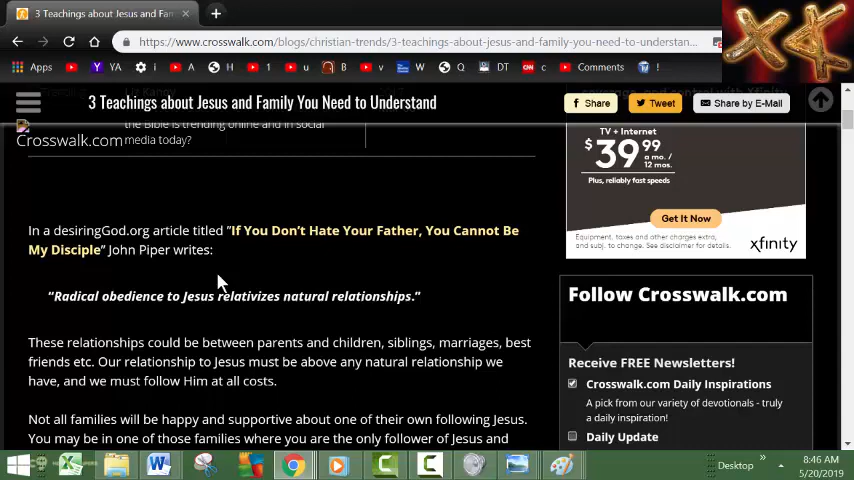 3 Teachings about Jesus and Fan
https://www.crosswalk.com/blogs/christian-trends/3-teachings-about-jesus-and-family-you-need-to-understan...
Apps YA i A H B V W Q DT c Comments !
3 Teachings about Jesus and Family You Need to Understand
Share
Tweet
Share by E-Mail
the Bible is trending online and in social
Crosswalk.com media today?
In a desiringGod.org article titled "If You Don't Hate Your Father, You Cannot Be
My Disciple" John Piper writes:
"Radical obedience to Jesus relativizes natural relationships."
These relationships could be between parents and children, siblings, marriages, best
friends etc. Our relationship to Jesus must be above any natural relationship we
have, and we must follow Him at all costs.
Not all families will be happy and supportive about one of their own following Jesus.
You may be in one of those families where you are the only follower of Jesus and
TV + Internet
$39.99 a mo. / 12 mos.
Plus, reliably fast speeds
Get It Now
Equipment, taxes and other charges extra,
and subj. to change. See disclaimer for details.
xfinity
Follow Crosswalk.com
Receive FREE Newsletters!
Crosswalk.com Daily Inspirations
A pick from our variety of devotionals - truly
a daily inspiration!
Daily Update
Desktop
8:46 AM
5/20/2019